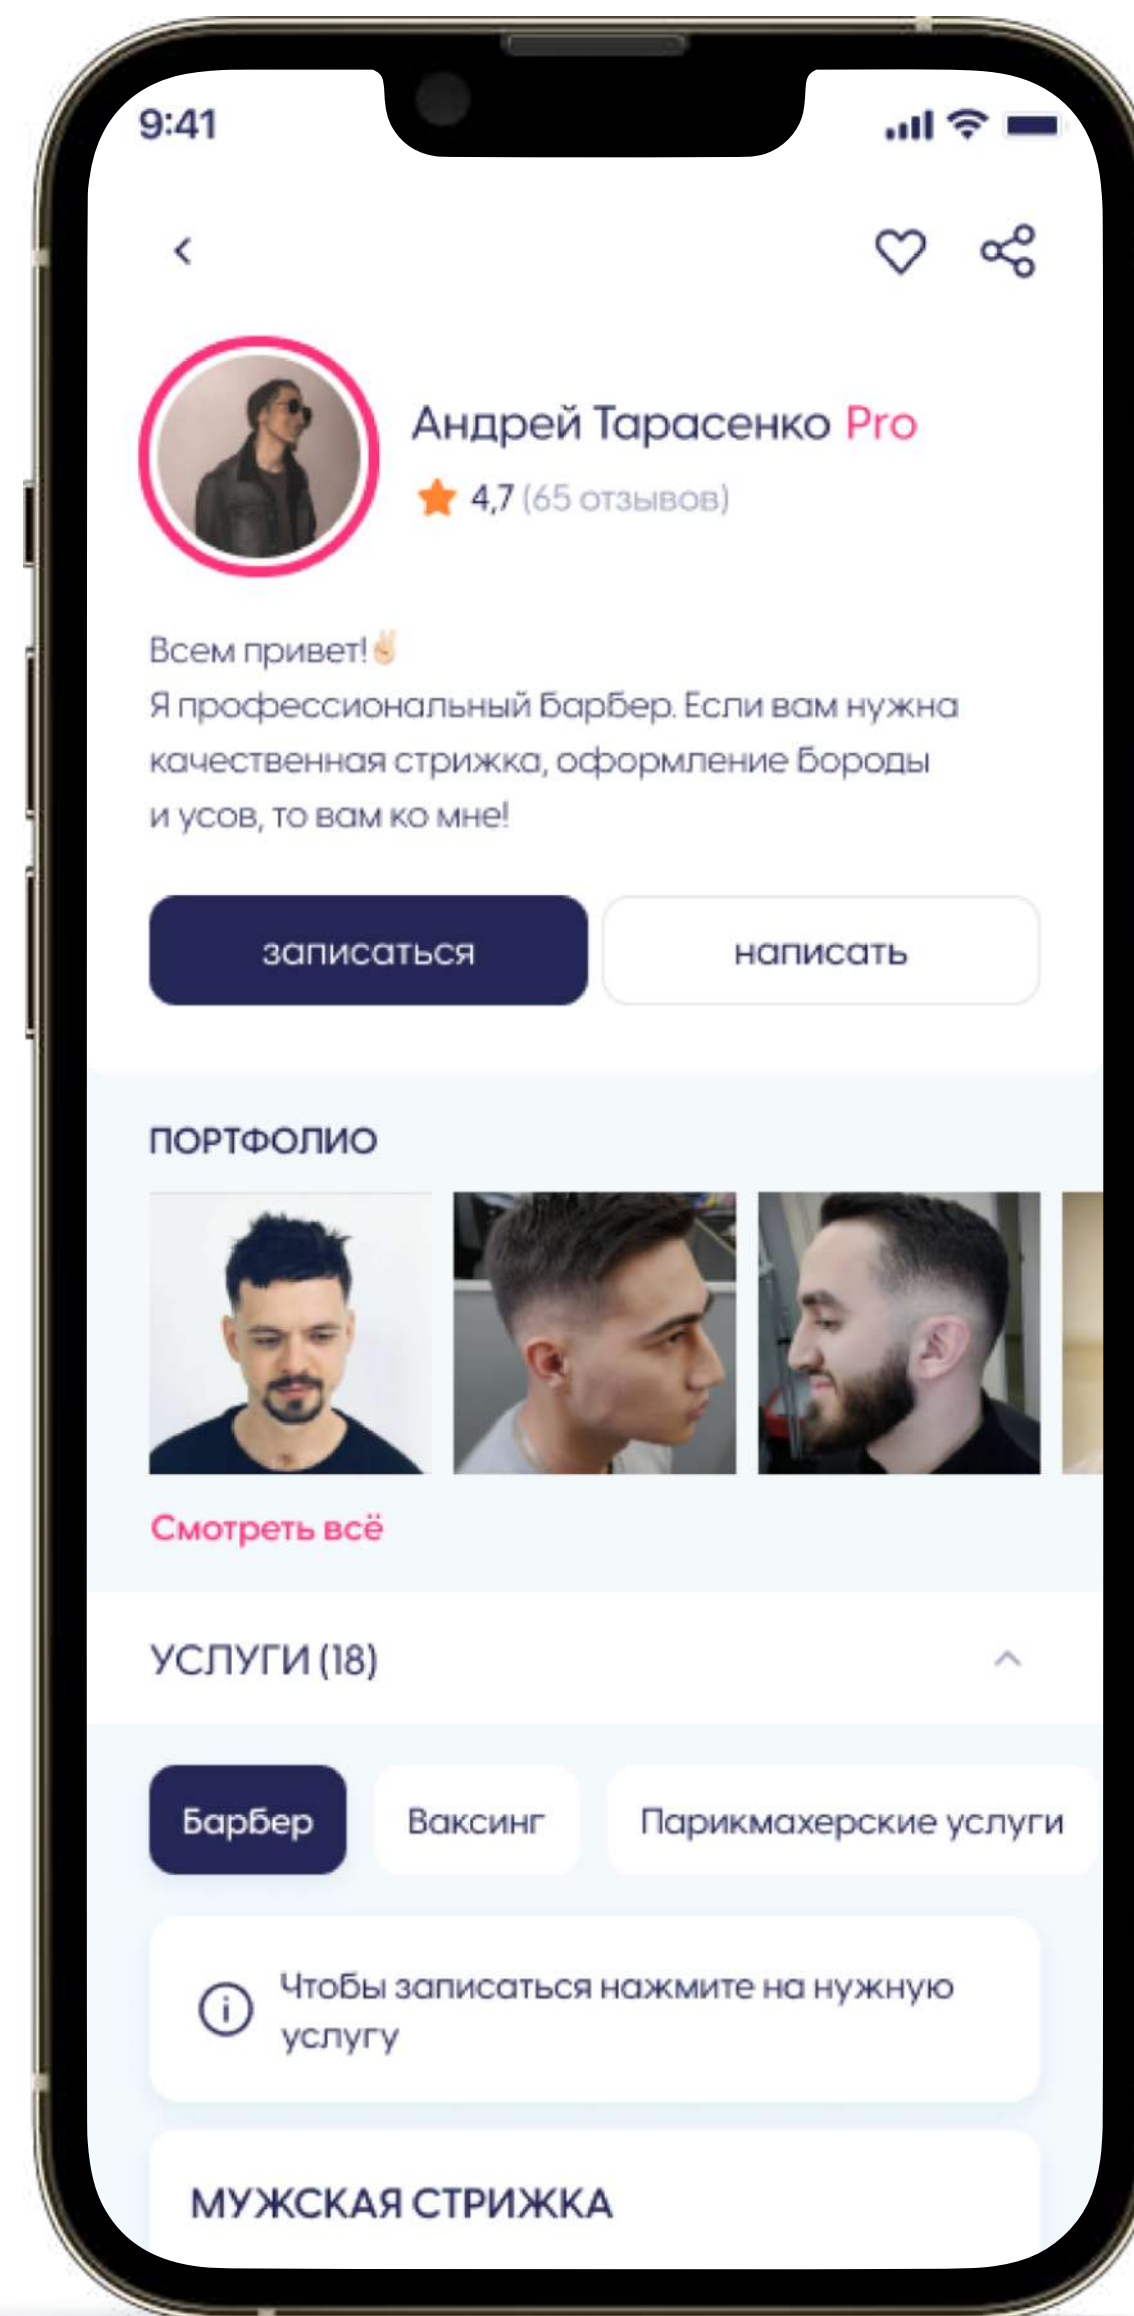 9:41
Андрей Тарасенко Pro
4,7 (65 отзывов)
Всем привет!✌🏻
Я профессиональный барбер. Если вам нужна
качественная стрижка, оформление бороды
и усов, то вам ко мне!
записаться
написать
ПОРТФОЛИО
Смотреть всё
УСЛУГИ (18)
Барбер
Ваксинг
Парикмахерские услуги
Чтобы записаться нажмите на нужную
услугу
МУЖСКАЯ СТРИЖКА